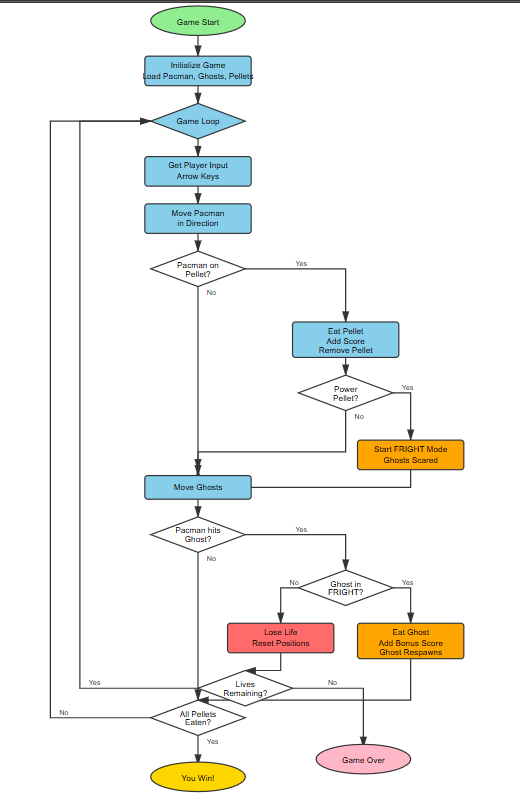 Game Start
Initialize Game
Load Pacman, Ghosts, Pellets
Game Loop
Get Player Input
Arrow Keys
Move Pacman
in Direction
Pacman on
Pellet?
Yes
No
Eat Pellet
Add Score
Remove Pellet
Power
Pellet?
Yes
No
Start FRIGHT Mode
Ghosts Scared
Move Ghosts
Pacman hits
Ghost?
Yes
No
Ghost in
FRIGHT?
No
Yes
Lose Life
Reset Positions
Eat Ghost
Add Bonus Score
Ghost Respawns
Lives
Remaining?
Yes
No
All Pellets
Eaten?
No
Yes
Game Over
You Win!